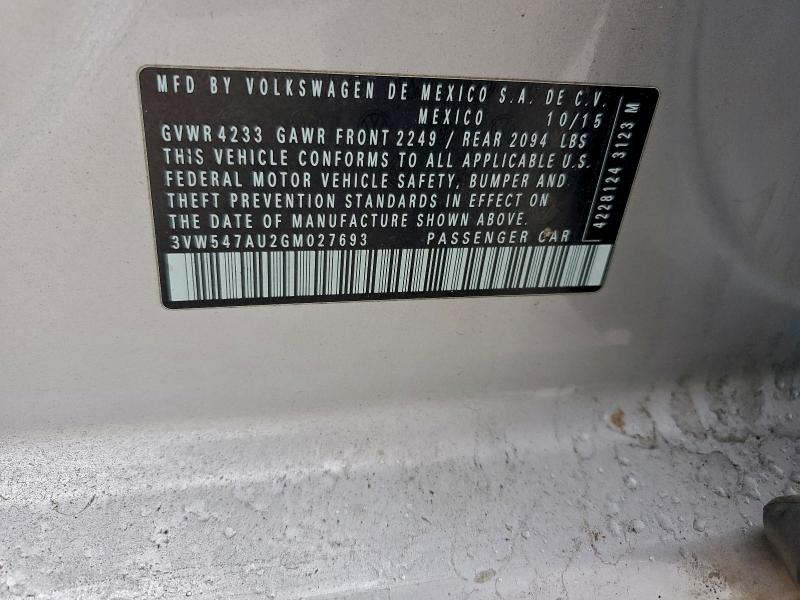 MFD BY VOLKSWAGEN DE MEXICO S.A. DE C.V.
MEXICO 10/15
GVWR 4233 GAWR FRONT 2249 / REAR 2094 LBS
THIS VEHICLE CONFORMS TO ALL APPLICABLE U.S.
FEDERAL MOTOR VEHICLE SAFETY, BUMPER AND
THEFT PREVENTION STANDARDS IN EFFECT ON
THE DATE OF MANUFACTURE SHOWN ABOVE.
3VW547AU2GM027693 PASSENGER CAR
4228124 3123 M